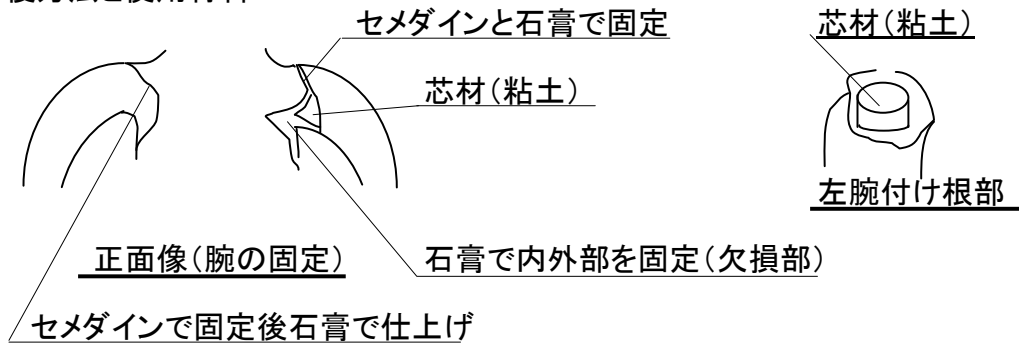 セメダインと石膏で固定
芯材(粘土)
芯材(粘土)
左腕付け根部
正面像(腕の固定)
石膏で内外部を固定(欠損部)
セメダインで固定後石膏で仕上げ